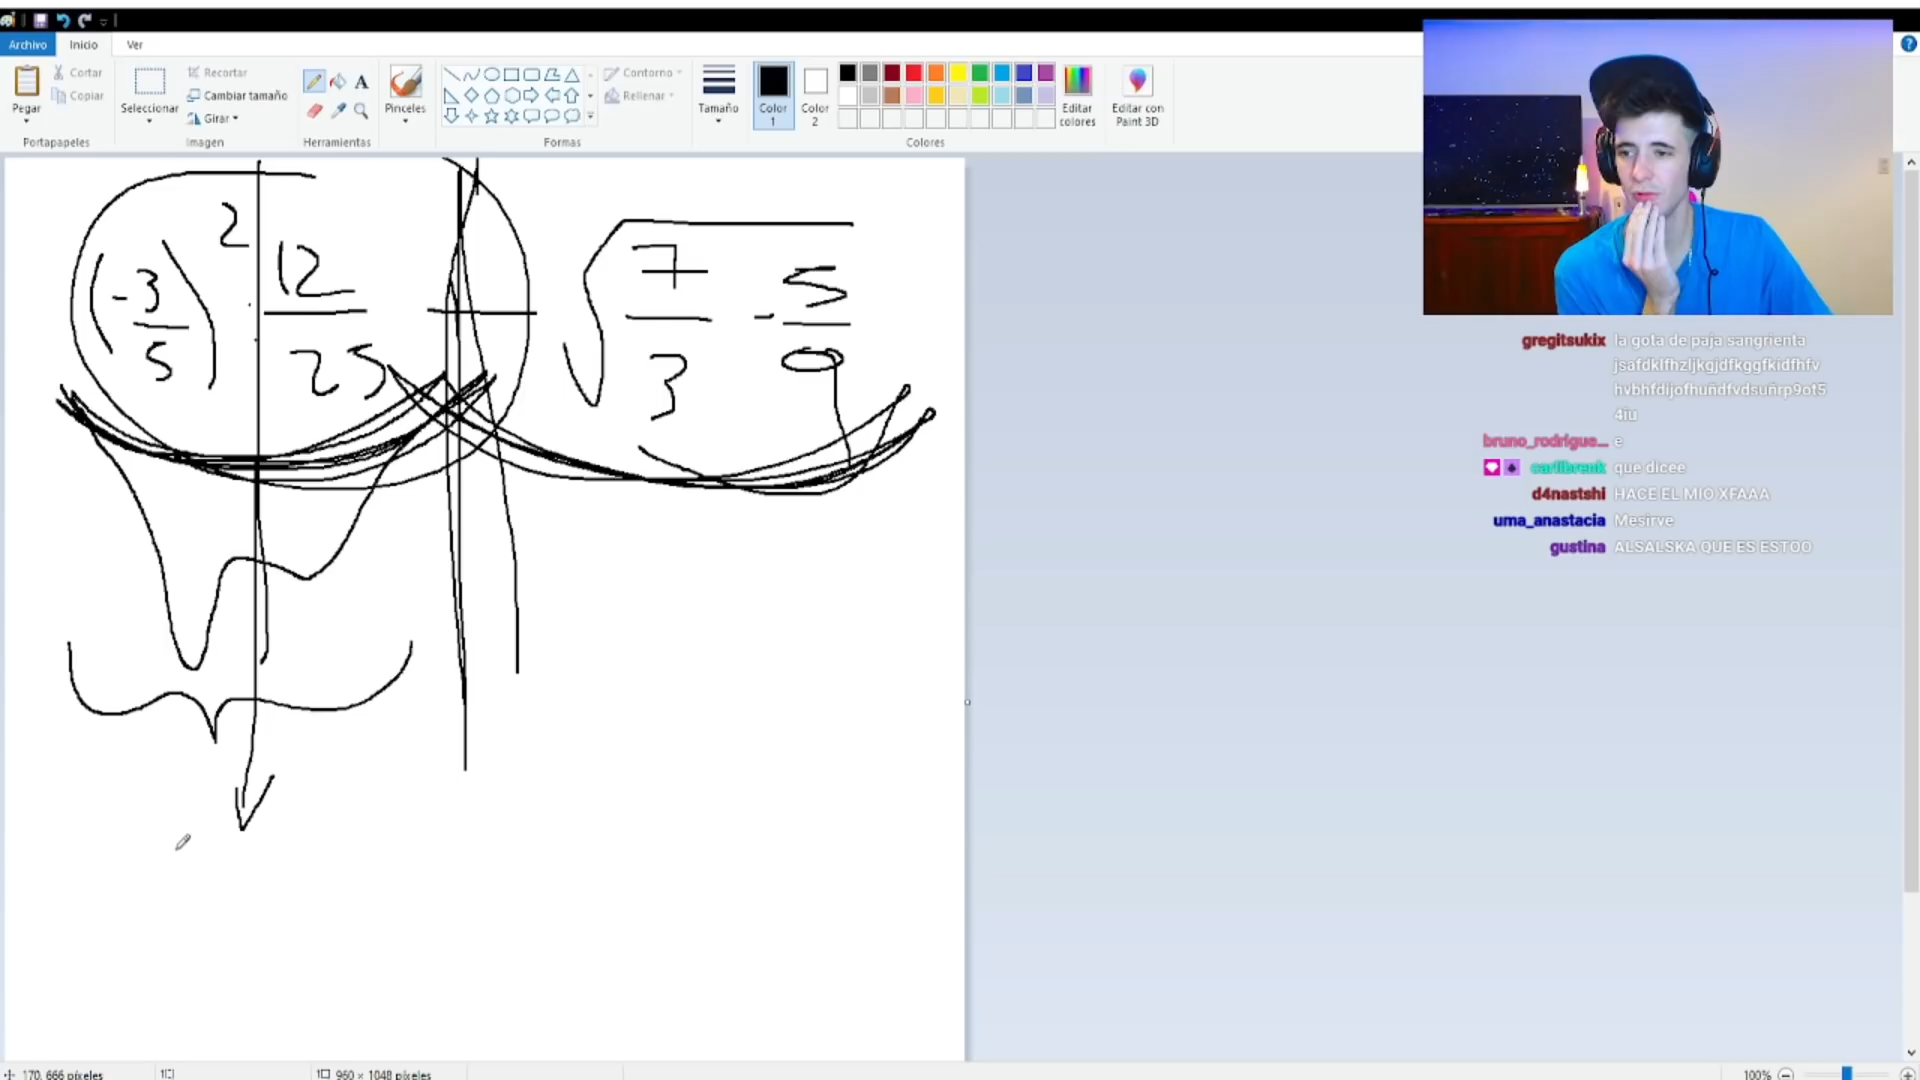 Archivo Inicio Ver
Pegar
Cortar
Copiar
Portapapeles
Seleccionar
Recortar
Cambiar tamaño
Girar
Imagen
A
Herramientas
Pinceles
Contorno
Rellenar
Formas
Tamaño
Color 1
Color 2
Colores
Editar colores
Editar con Paint 3D
?
(-3/5)² : 12/25 + √7/3 - 5/9
gregitsukix la gota de paja sangrienta
jsafdklfhzljkgjdfkggfkidfhfv
hvbhfdijofhuñdfvdsuñrp9ot5
4iu
bruno_rodrigue... e
carlibrenk que dicee
d4nastshi HACE EL MIO XFAAA
uma_anastacia Mesirve
gustina ALSALSKA QUE ES ESTOO
170, 666 píxeles
960 × 1048 píxeles
100%